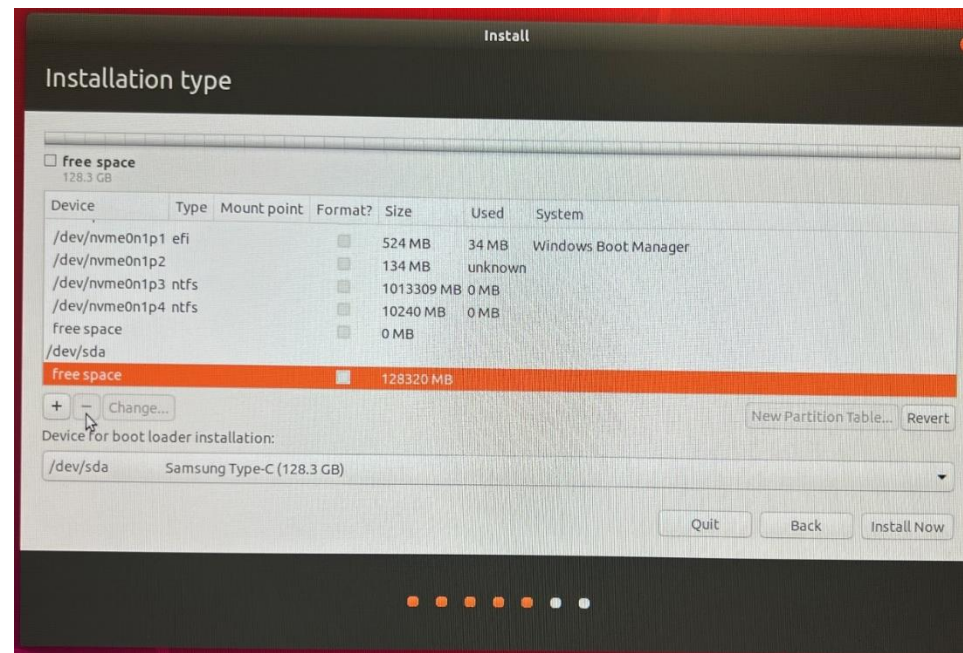 Install
Installation type
free space
128.3 GB
Device Type Mount point Format? Size Used System
/dev/nvme0n1p1 efi 524 MB 34 MB Windows Boot Manager
/dev/nvme0n1p2 134 MB unknown
/dev/nvme0n1p3 ntfs 1013309 MB 0 MB
/dev/nvme0n1p4 ntfs 10240 MB 0 MB
free space 0 MB
/dev/sda
free space 128320 MB
+ - Change... New Partition Table... Revert
Device for boot loader installation:
/dev/sda Samsung Type-C (128.3 GB)
Quit Back Install Now